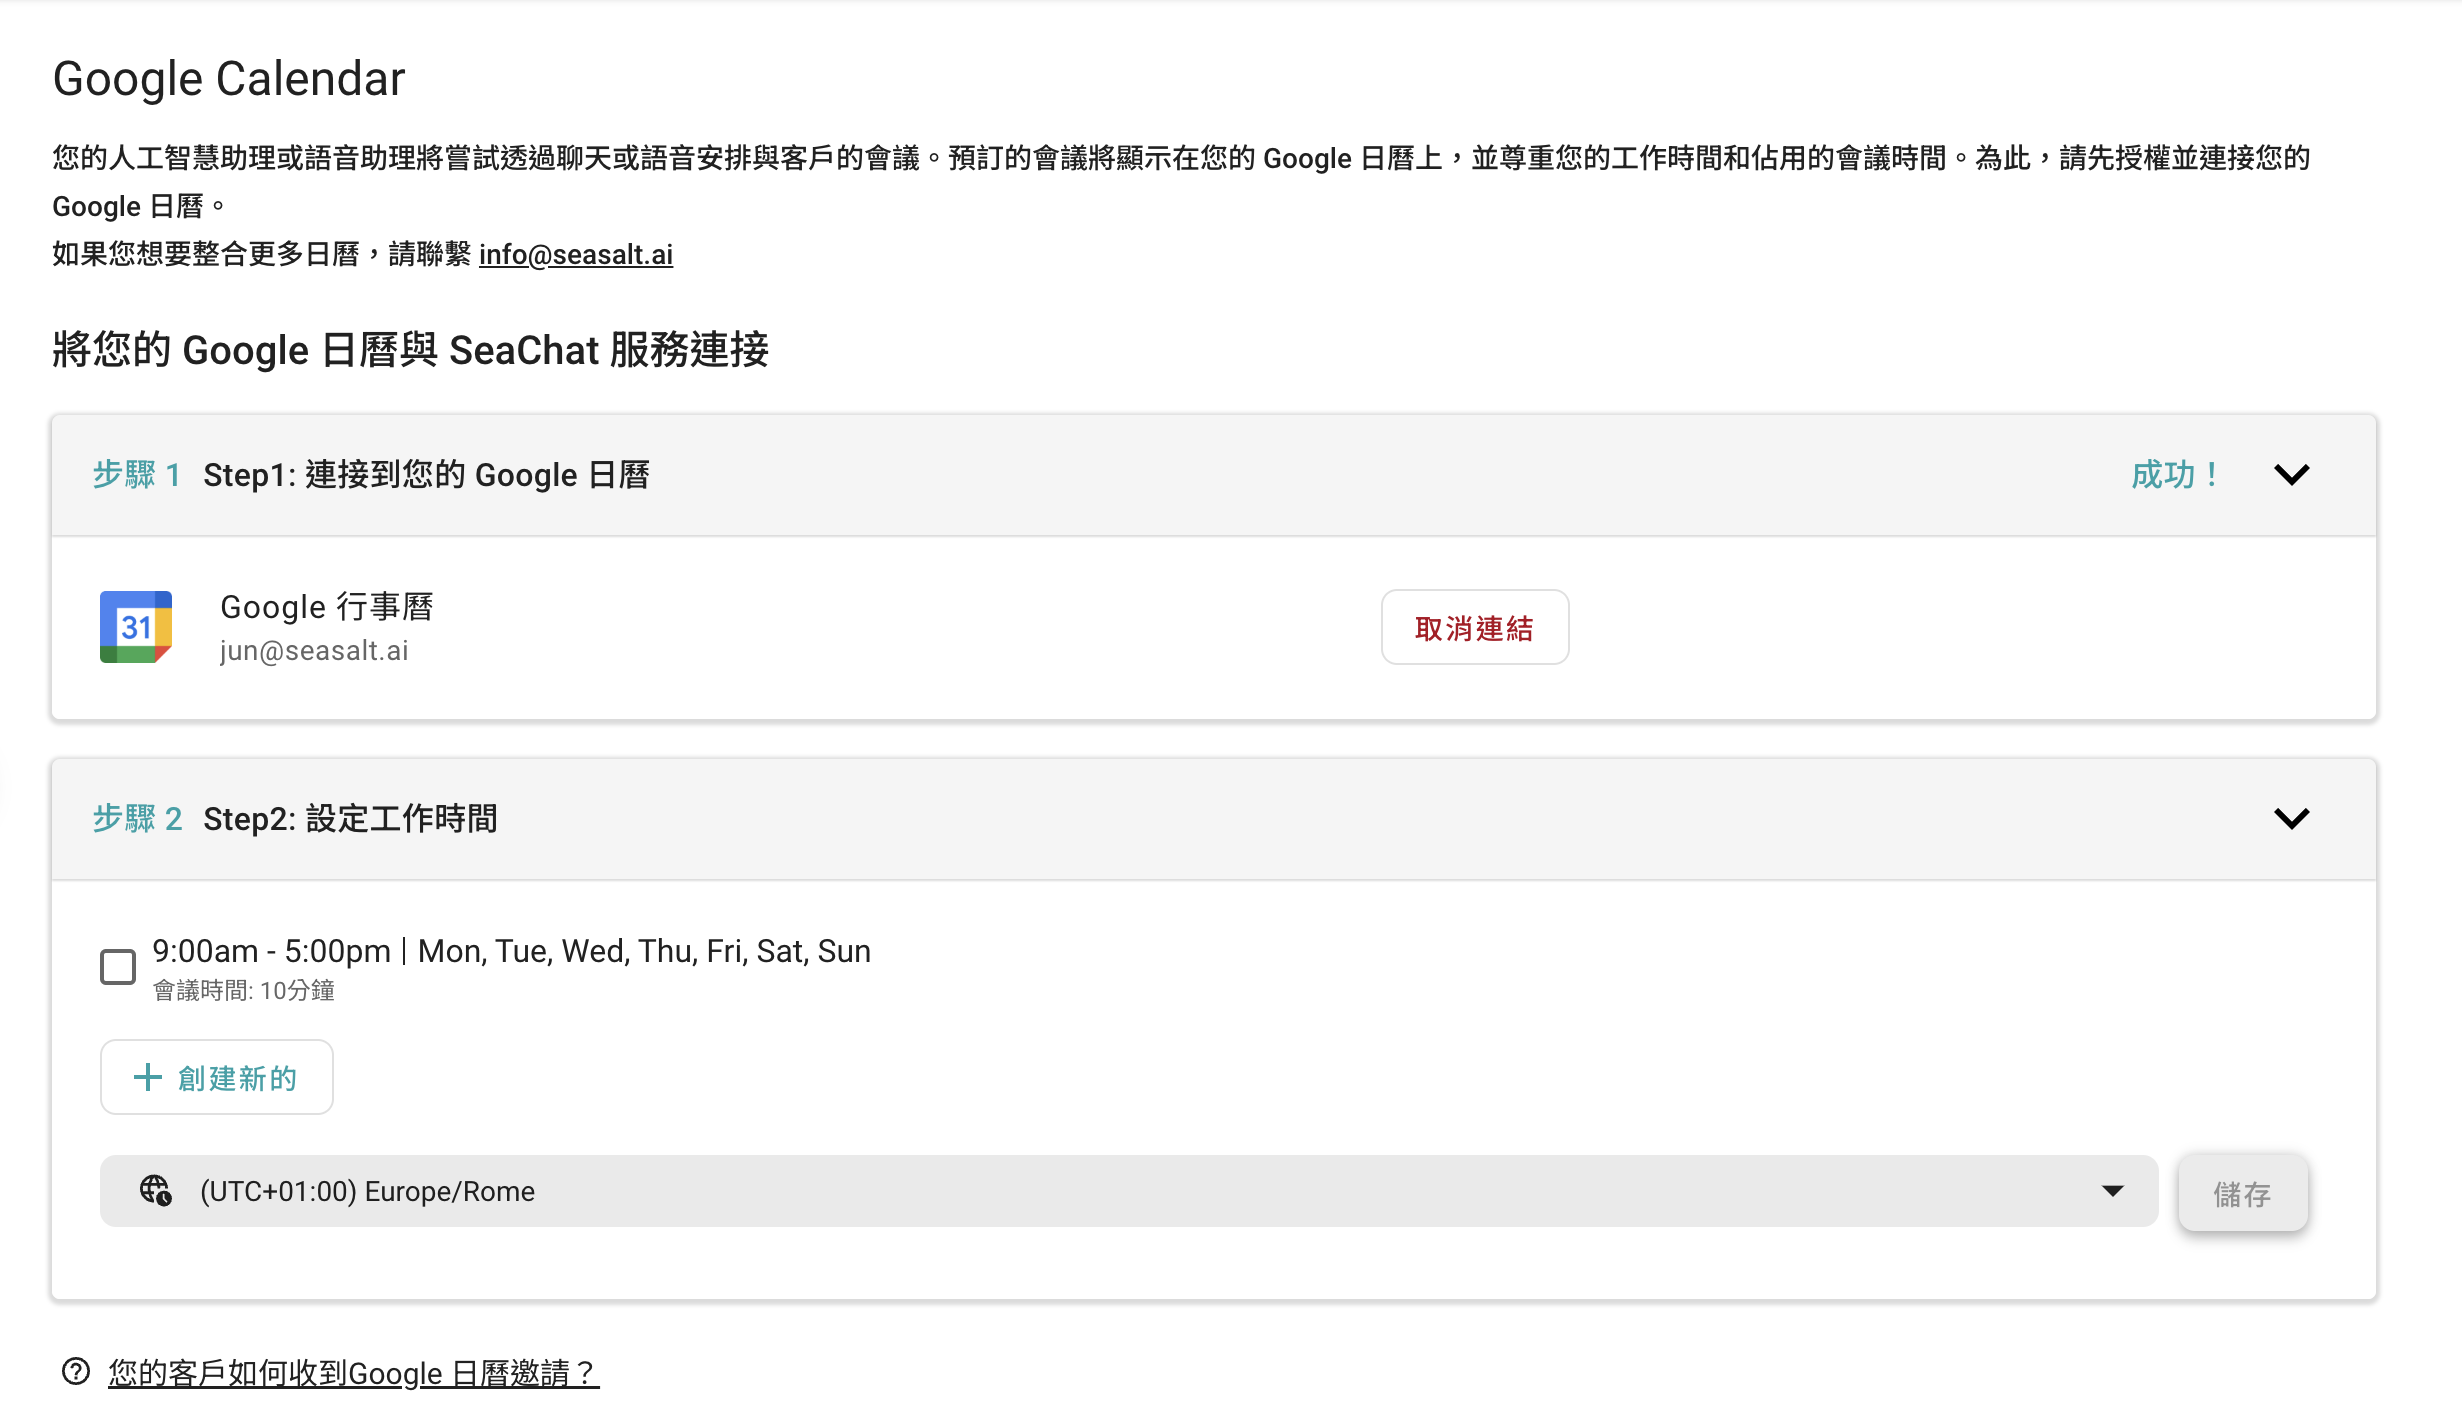 Google Calendar
您的人工智慧助理或語音助理將嘗試透過聊天或語音安排與客戶的會議。預訂的會議將顯示在您的 Google 日曆上，並尊重您的工作時間和佔用的會議時間。為此，請先授權並連接您的
Google 日曆。
如果您想要整合更多日曆，請聯繫 info@seasalt.ai
將您的 Google 日曆與 SeaChat 服務連接
步驟 1 Step1: 連接到您的 Google 日曆 成功！
31
Google 行事曆
jun@seasalt.ai
取消連結
步驟 2 Step2: 設定工作時間
9:00am - 5:00pm | Mon, Tue, Wed, Thu, Fri, Sat, Sun
會議時間: 10分鐘
創建新的
(UTC+01:00) Europe/Rome
儲存
您的客戶如何收到Google 日曆邀請？